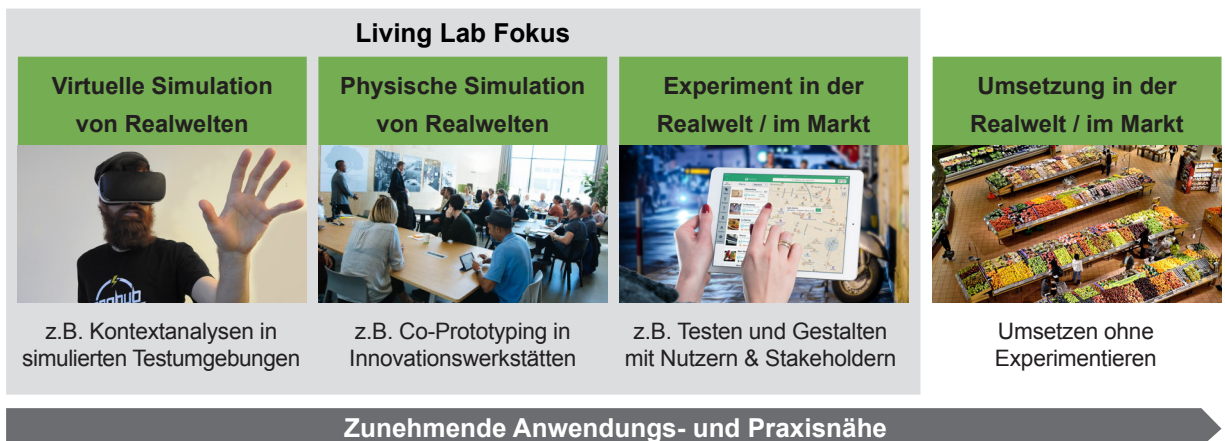 Living Lab Fokus
Virtuelle Simulation
von Realwelten
Physische Simulation
von Realwelten
Experiment in der
Realwelt / im Markt
Umsetzung in der
Realwelt / im Markt
z.B. Kontextanalysen in
simulierten Testumgebungen
z.B. Co-Prototyping in
Innovationswerkstätten
z.B. Testen und Gestalten
mit Nutzern & Stakeholdern
Umsetzen ohne
Experimentieren
Zunehmende Anwendungs- und Praxisnähe